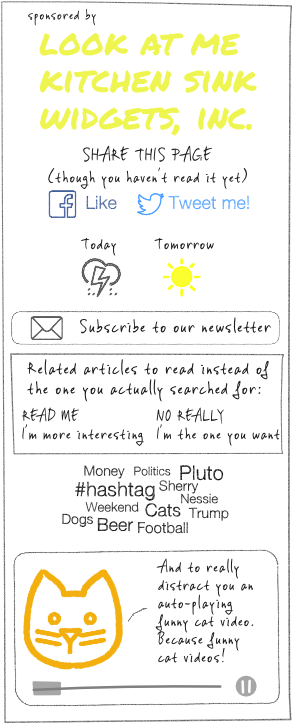 sponsored by
LOOK AT ME
KITCHEN SINK
WIDGETS, INC.
SHARE THIS PAGE
(though you haven't read it yet)
f Like Tweet me!
Today Tomorrow
Subscribe to our newsletter
Related articles to read instead of
the one you actually searched for:
READ ME NO REALLY
I'm more interesting I'm the one you want
Money Politics Pluto
#hashtag Sherry
Nessie
Weekend Cats Trump
Dogs Beer Football
And to really
distract you an
auto-playing
funny cat video.
Because funny
cat videos!